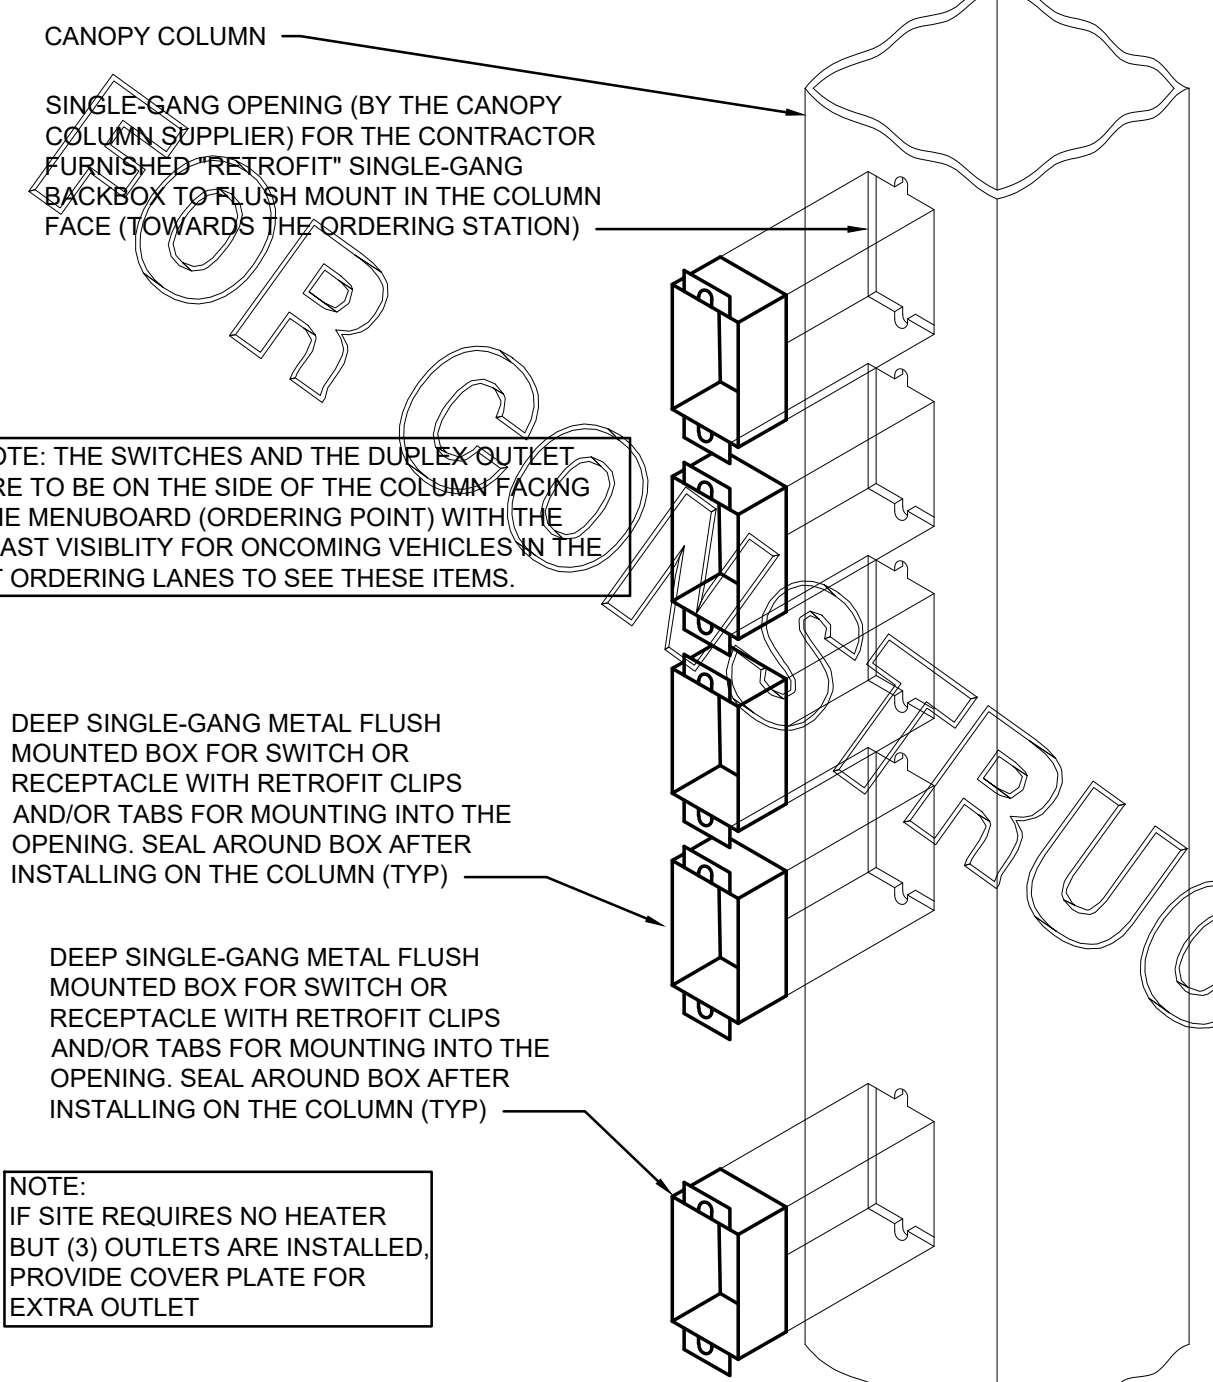 CANOPY COLUMN
SINGLE-GANG OPENING (BY THE CANOPY
COLUMN SUPPLIER) FOR THE CONTRACTOR
FURNISHED "RETROFIT" SINGLE-GANG
BACKBOX TO FLUSH MOUNT IN THE COLUMN
FACE (TOWARDS THE ORDERING STATION)
OTE: THE SWITCHES AND THE DUPLEX OUTLET
RE TO BE ON THE SIDE OF THE COLUMN FACING
HE MENUBOARD (ORDERING POINT) WITH THE
AST VISIBLITY FOR ONCOMING VEHICLES IN THE
T ORDERING LANES TO SEE THESE ITEMS.
DEEP SINGLE-GANG METAL FLUSH
MOUNTED BOX FOR SWITCH OR
RECEPTACLE WITH RETROFIT CLIPS
AND/OR TABS FOR MOUNTING INTO THE
OPENING. SEAL AROUND BOX AFTER
INSTALLING ON THE COLUMN (TYP)
DEEP SINGLE-GANG METAL FLUSH
MOUNTED BOX FOR SWITCH OR
RECEPTACLE WITH RETROFIT CLIPS
AND/OR TABS FOR MOUNTING INTO THE
OPENING. SEAL AROUND BOX AFTER
INSTALLING ON THE COLUMN (TYP)
NOTE:
IF SITE REQUIRES NO HEATER
BUT (3) OUTLETS ARE INSTALLED,
PROVIDE COVER PLATE FOR
EXTRA OUTLET
FOR CONSTRUC